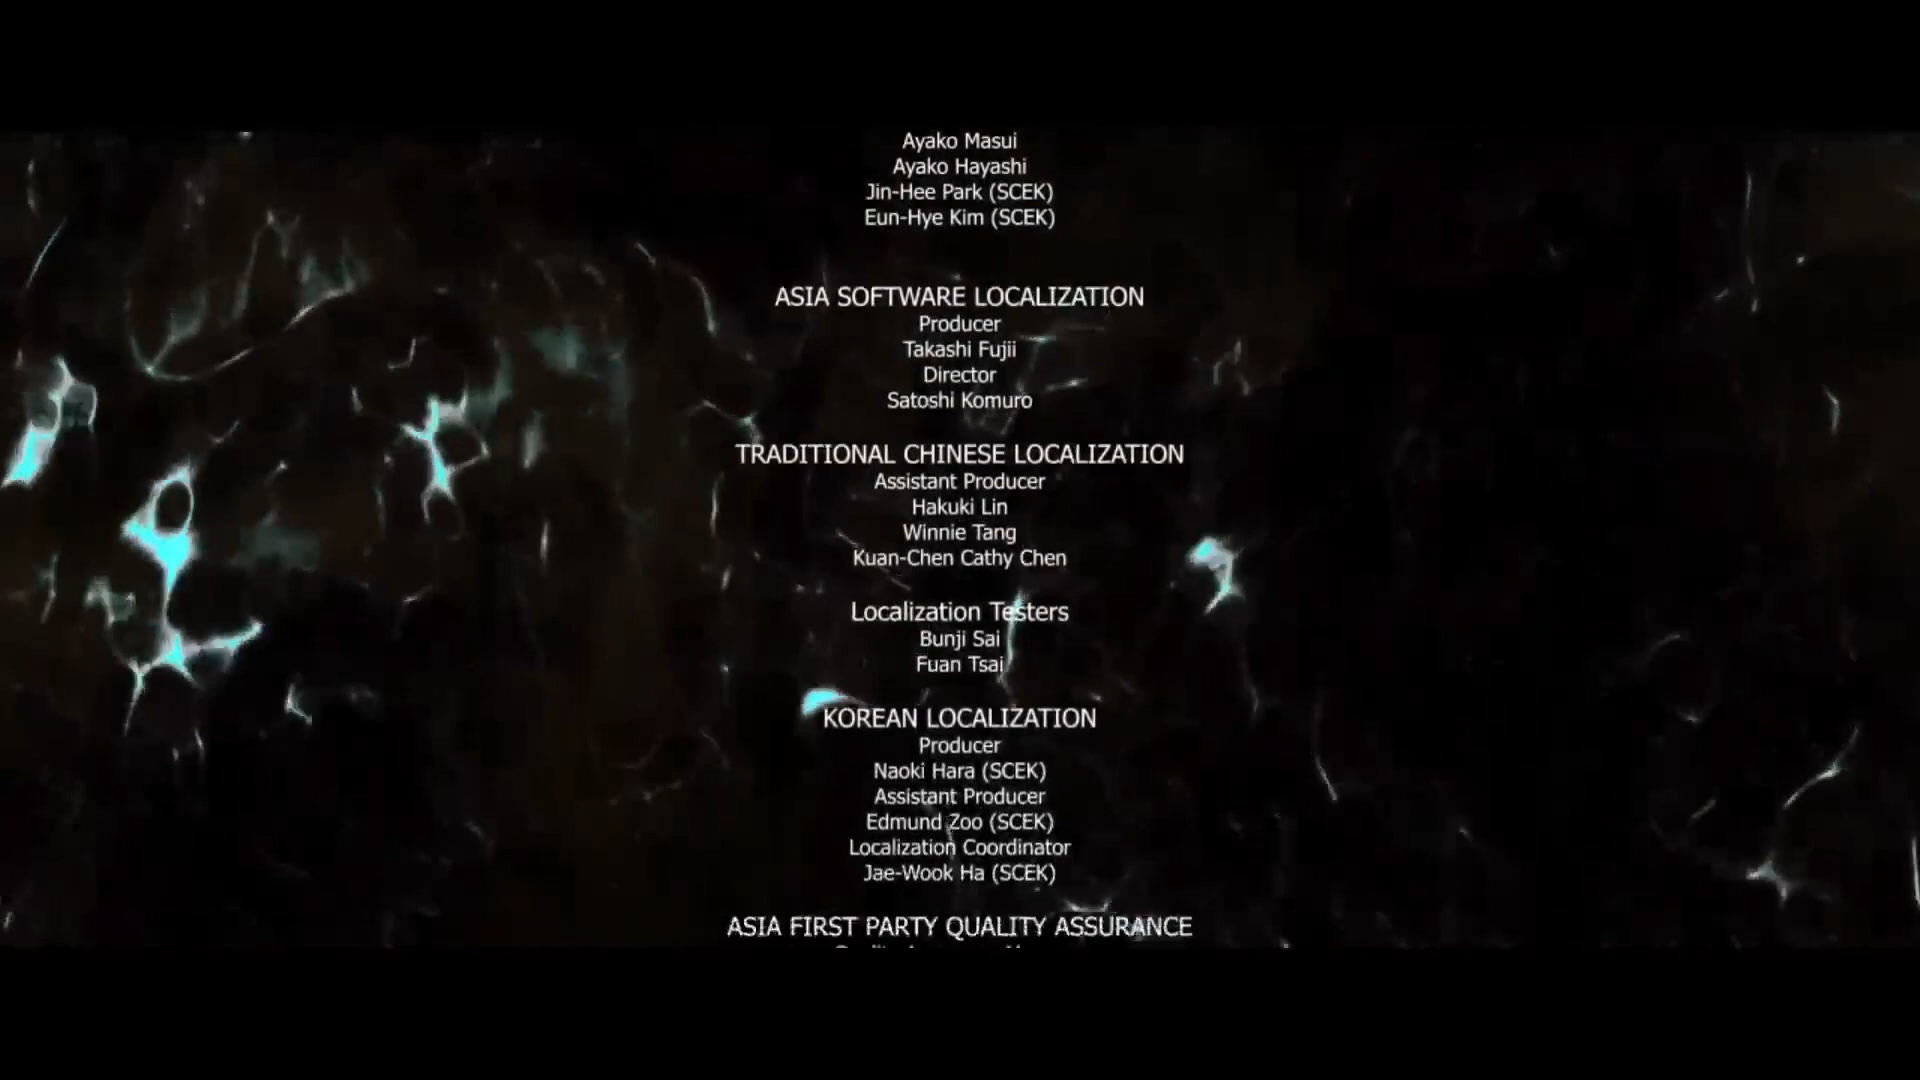 Ayako Masui
Ayako Hayashi
Jin-Hee Park (SCEK)
Eun-Hye Kim (SCEK)
ASIA SOFTWARE LOCALIZATION
Producer
Takashi Fujii
Director
Satoshi Komuro
TRADITIONAL CHINESE LOCALIZATION
Assistant Producer
Hakuki Lin
Winnie Tang
Kuan-Chen Cathy Chen
Localization Testers
Bunji Sai
Fuan Tsai
KOREAN LOCALIZATION
Producer
Naoki Hara (SCEK)
Assistant Producer
Edmund Zoo (SCEK)
Localization Coordinator
Jae-Wook Ha (SCEK)
ASIA FIRST PARTY QUALITY ASSURANCE